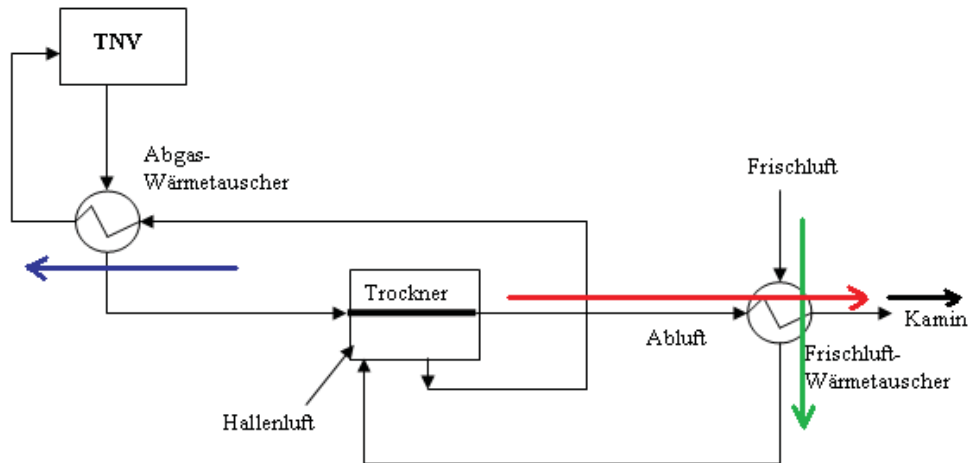 TNV
Abgas-
Wärmetauscher
Frischluft
Trockner
Abluft
Kamin
Frischluft-
Wärmetauscher
Hallenluft